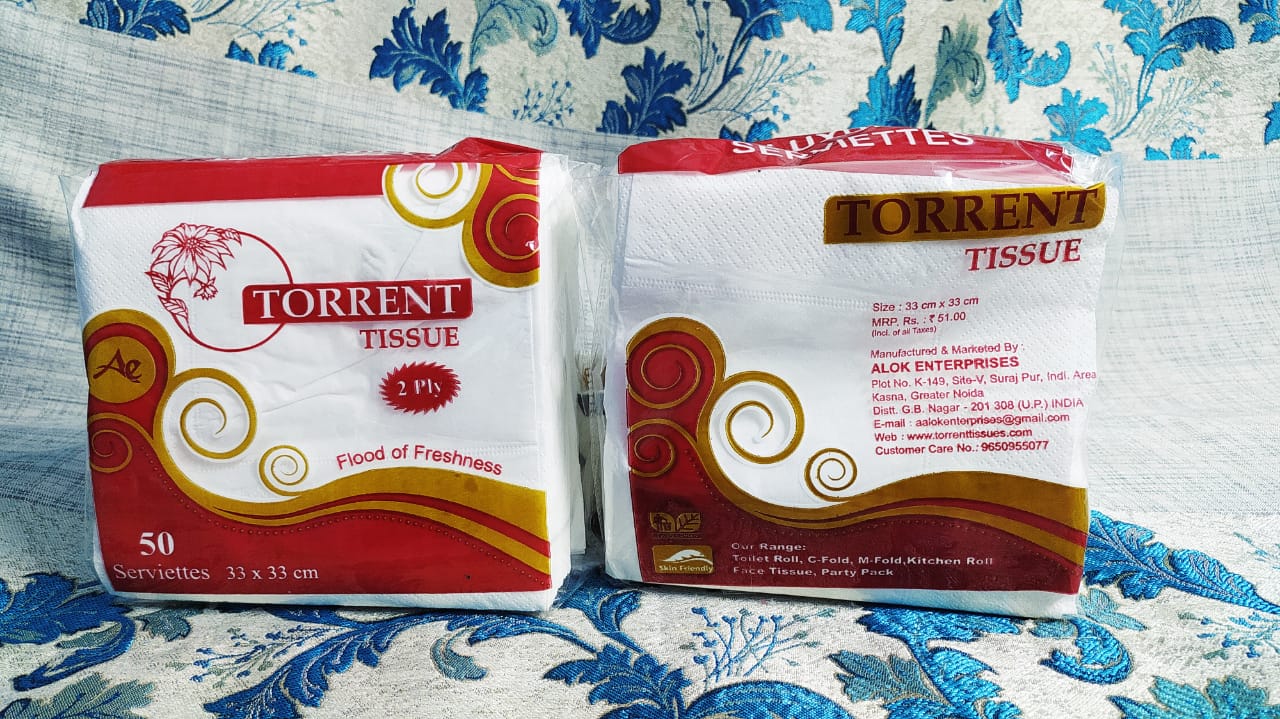 Ae
TORRENT
TISSUE
2 Ply
Flood of Freshness
50
Serviettes 33 x 33 cm
SERVIETTES
TORRENT
TISSUE
Size : 33 cm x 33 cm
MRP. Rs. : ₹ 51.00
(Incl. of all Taxes)
Manufactured & Marketed By :
ALOK ENTERPRISES
Plot No. K-149, Site-V, Suraj Pur, Indl. Area
Kasna, Greater Noida
Distt. G.B. Nagar - 201 308 (U.P.) INDIA
E-mail : aalokenterprises@gmail.com
Web : www.torrenttissues.com
Customer Care No.: 9650955077
Skin Friendly
Our Range:
Toilet Roll, C-Fold, M-Fold,Kitchen Roll
Face Tissue, Party Pack